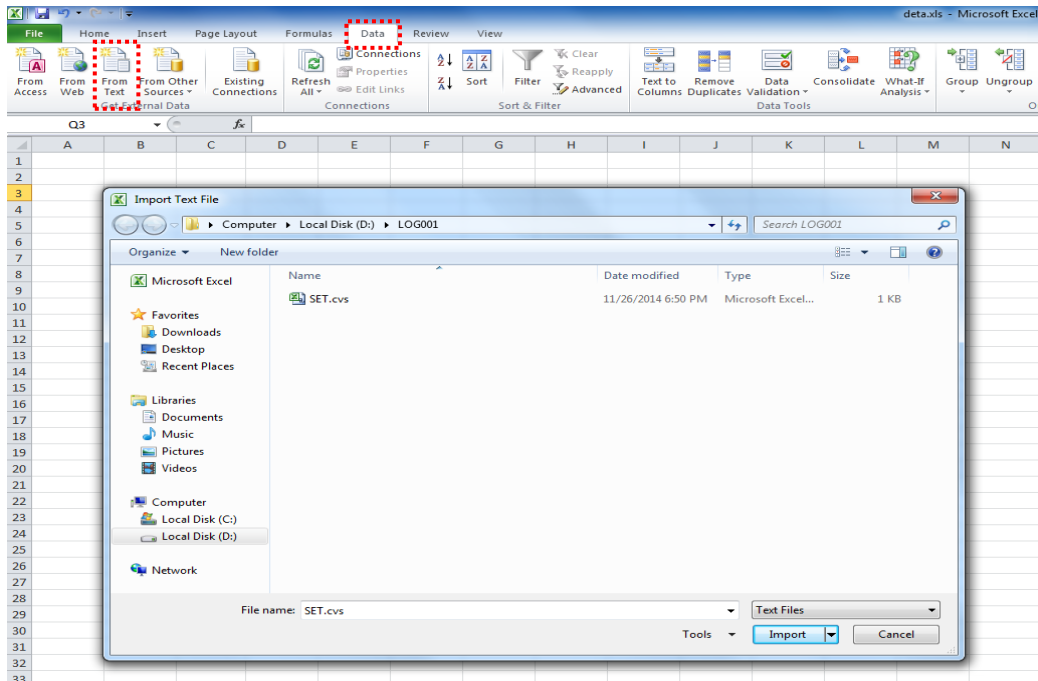 deta.xls - Microsoft Excel
File Home Insert Page Layout Formulas Data Review View
From Access
From Web
From Text
From Other Sources
Existing Connections
Get External Data
Refresh All
Connections
Properties
Edit Links
Connections
A Z
Z A
Sort
Filter
Clear
Reapply
Advanced
Sort & Filter
Text to Columns
Remove Duplicates
Data Validation
Consolidate
What-If Analysis
Data Tools
Group
Ungroup
O
Q3 fx
A B C D E F G H I J K L M N
1
2
3
4
5
6
7
8
9
10
11
12
13
14
15
16
17
18
19
20
21
22
23
24
25
26
27
28
29
30
31
32
33
Import Text File
Computer Local Disk (D:) LOG001
Search LOG001
Organize New folder
Microsoft Excel
Favorites
Downloads
Desktop
Recent Places
Libraries
Documents
Music
Pictures
Videos
Computer
Local Disk (C:)
Local Disk (D:)
Network
Name Date modified Type Size
SET.cvs 11/26/2014 6:50 PM Microsoft Excel... 1 KB
File name: SET.cvs Text Files
Tools Import Cancel